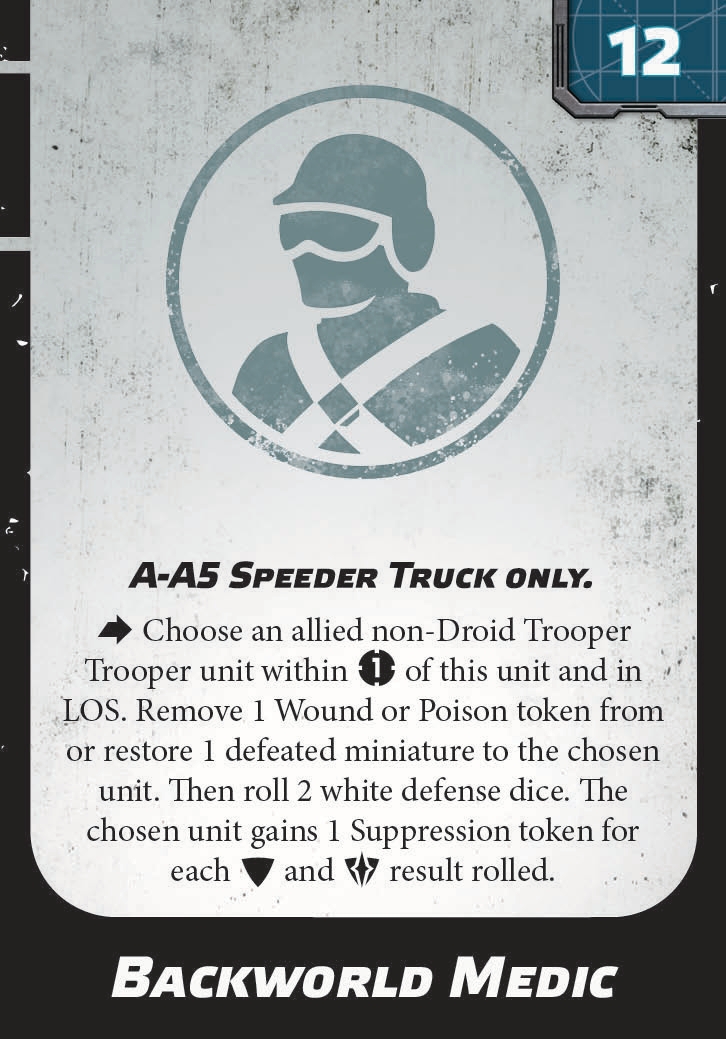 12
A-A5 Speeder Truck only.
Choose an allied non-Droid Trooper
Trooper unit within 1 of this unit and in
LOS. Remove 1 Wound or Poison token from
or restore 1 defeated miniature to the chosen
unit. Then roll 2 white defense dice. The
chosen unit gains 1 Suppression token for
each and result rolled.
Backworld Medic